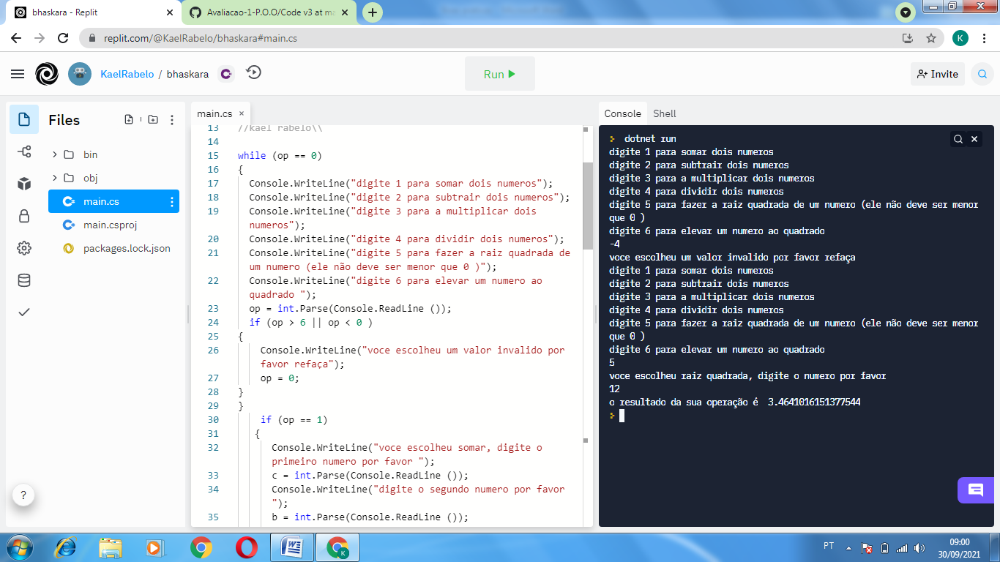 bhaskara - Replit
Avaliacao-1-P.O.O/Code v3 at ma
replit.com/@KaelRabelo/bhaskara#main.cs
K
KaelRabelo / bhaskara
Run
Invite
Files
bin
obj
main.cs
main.csproj
packages.lock.json
?
main.cs
13 //kael rabelo\\
14
15 while (op == 0)
16 {
17 Console.WriteLine("digite 1 para somar dois numeros");
18 Console.WriteLine("digite 2 para subtrair dois numeros");
19 Console.WriteLine("digite 3 para a multiplicar dois
numeros");
20 Console.WriteLine("digite 4 para dividir dois numeros");
21 Console.WriteLine("digite 5 para fazer a raiz quadrada de
um numero (ele não deve ser menor que 0 )");
22 Console.WriteLine("digite 6 para elevar um numero ao
quadrado ");
23 op = int.Parse(Console.ReadLine ());
24 if (op > 6 || op < 0 )
25 {
26 Console.WriteLine("voce escolheu um valor invalido por
favor refaça");
27 op = 0;
28 }
29 }
30 if (op == 1)
31 {
32 Console.WriteLine("voce escolheu somar, digite o
primeiro numero por favor ");
33 c = int.Parse(Console.ReadLine ());
34 Console.WriteLine("digite o segundo numero por favor
");
35 b = int.Parse(Console.ReadLine ());
Console Shell
dotnet run
digite 1 para somar dois numeros
digite 2 para subtrair dois numeros
digite 3 para a multiplicar dois numeros
digite 4 para dividir dois numeros
digite 5 para fazer a raiz quadrada de um numero (ele não deve ser menor
que 0 )
digite 6 para elevar um numero ao quadrado
-4
voce escolheu um valor invalido por favor refaça
digite 1 para somar dois numeros
digite 2 para subtrair dois numeros
digite 3 para a multiplicar dois numeros
digite 4 para dividir dois numeros
digite 5 para fazer a raiz quadrada de um numero (ele não deve ser menor
que 0 )
digite 6 para elevar um numero ao quadrado
5
voce escolheu raiz quadrada, digite o numero por favor
12
o resultado da sua operação é  3.4641016151377544
PT
09:00
30/09/2021